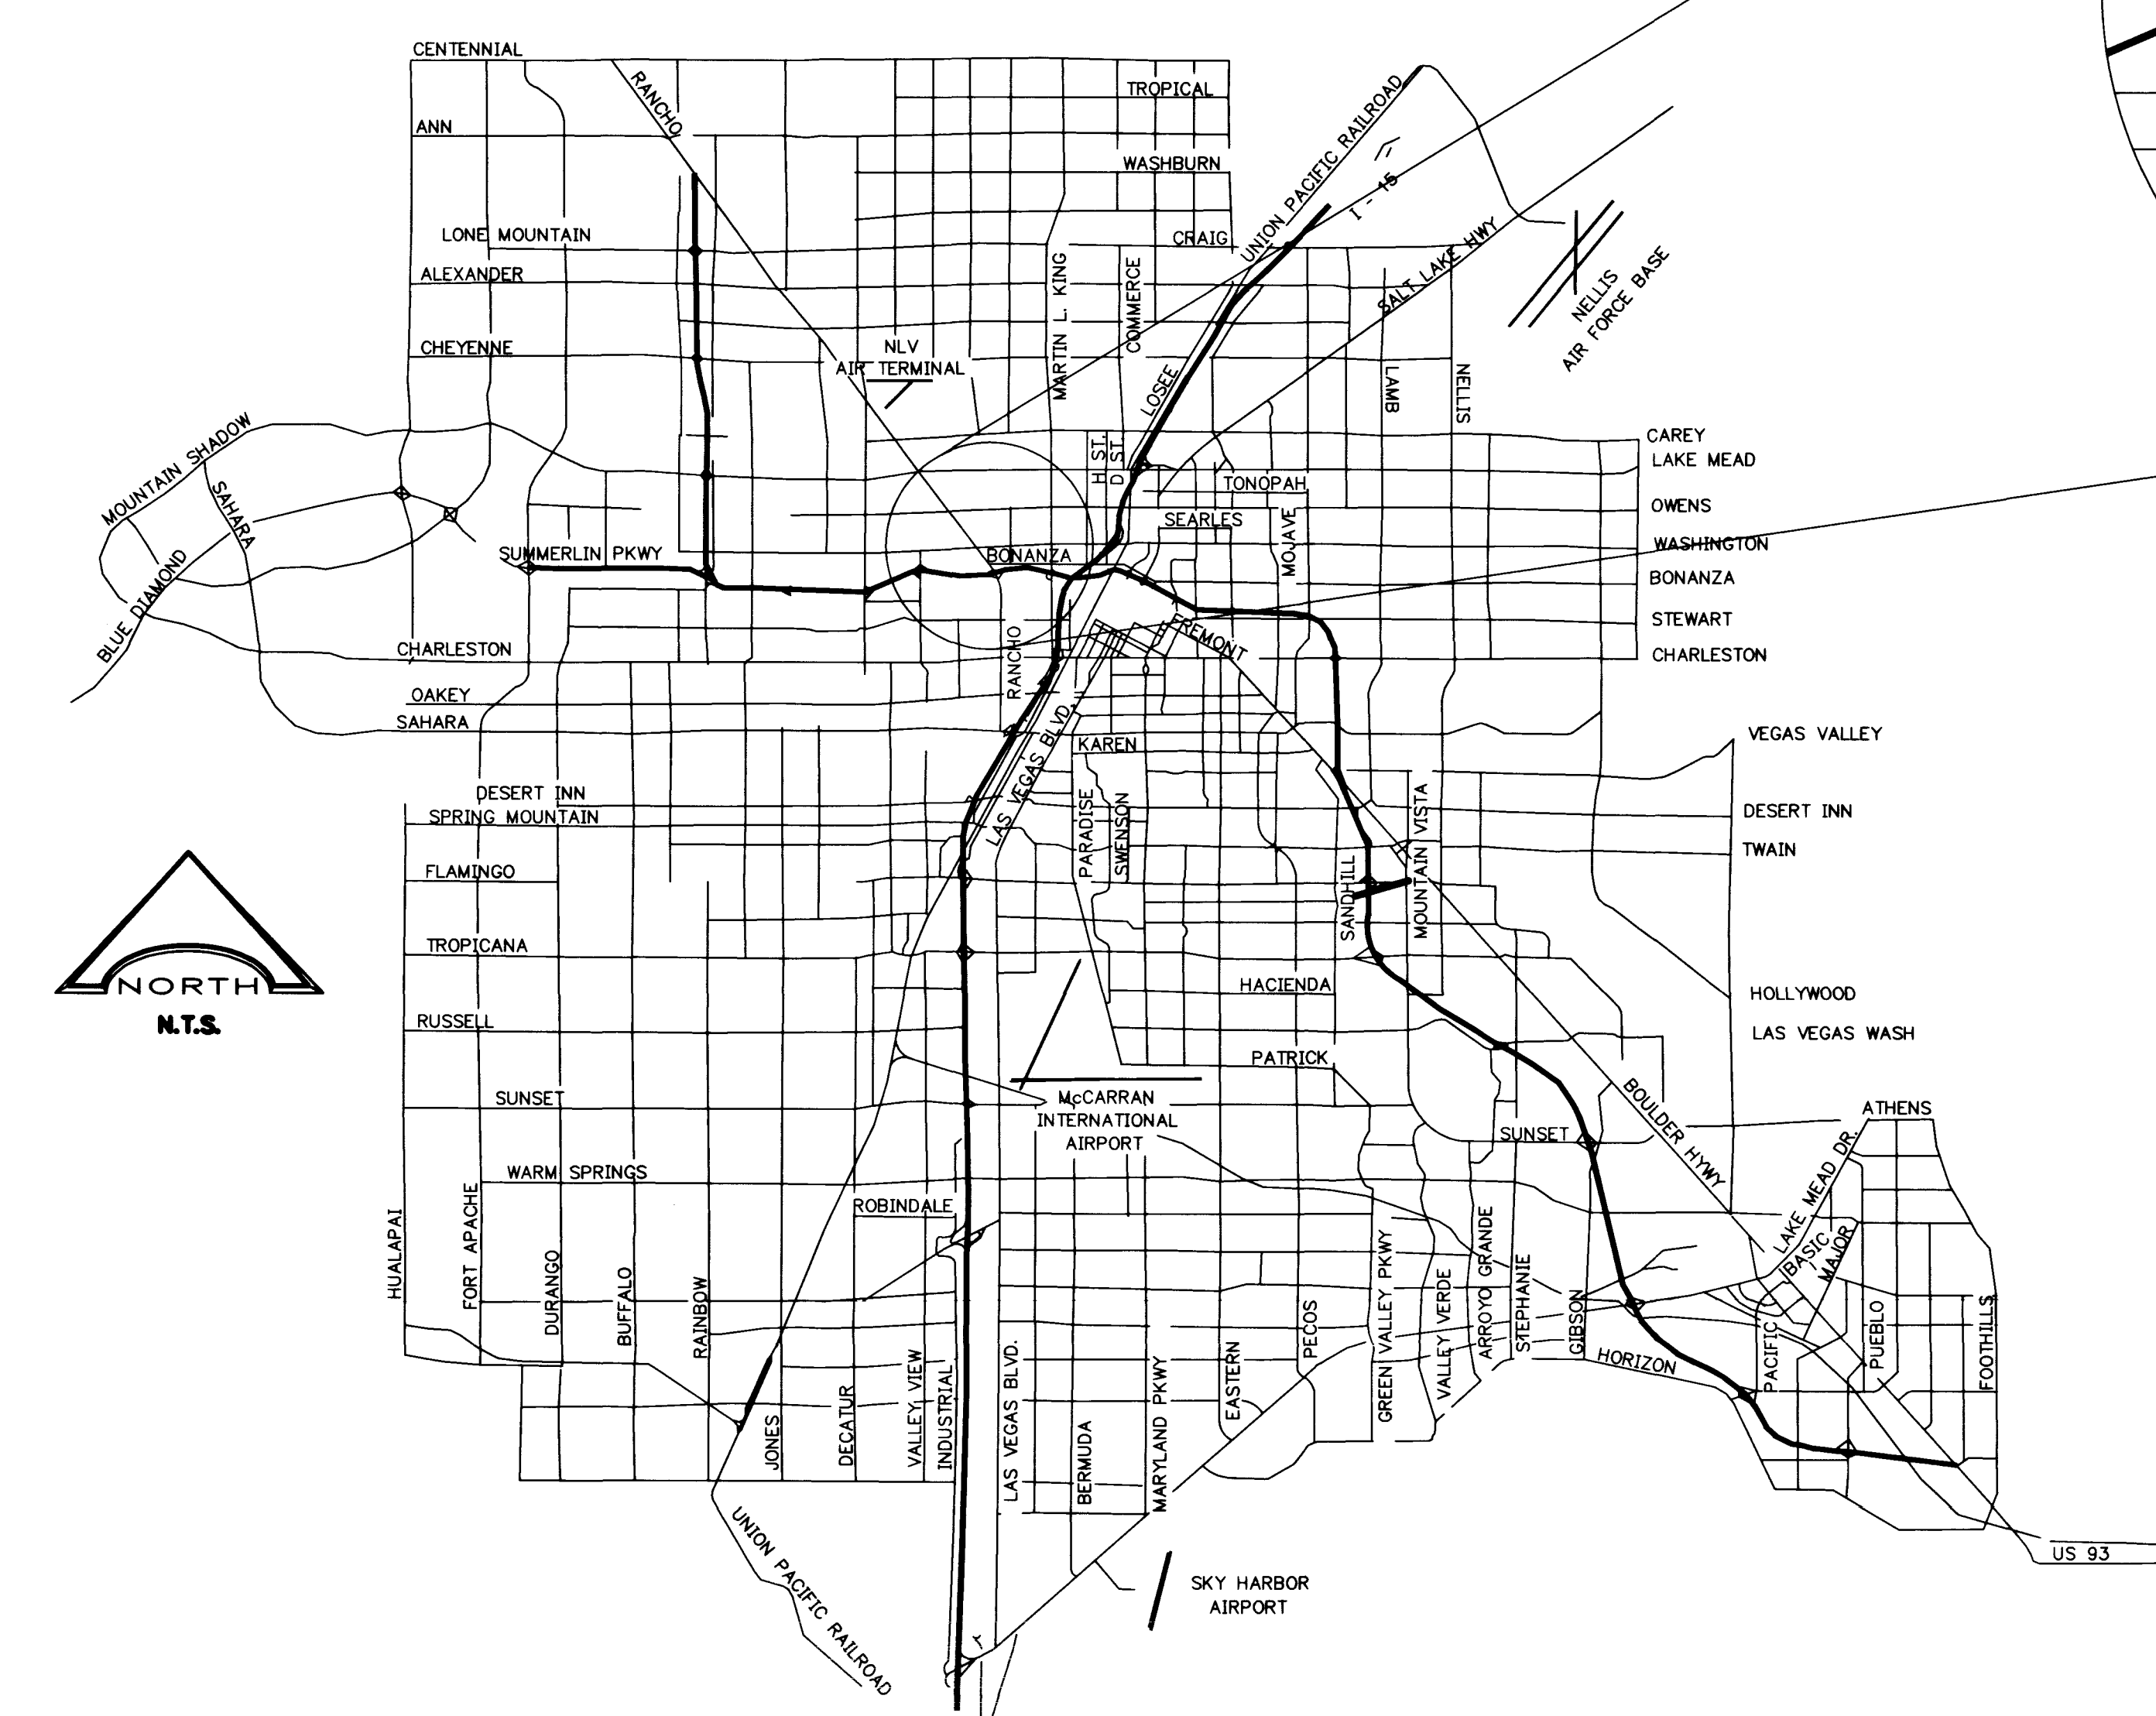 CENTENNIAL
RANCHO
TROPICAL
ANN
WASHBURN
UNION PACIFIC RAILROAD
I - 15
LONE MOUNTAIN
CRAIG
SALT LAKE HWY
ALEXANDER
MARTIN L. KING
COMMERCE
NELLIS
AIR FORCE BASE
CHEYENNE
NLV
AIR TERMINAL
LOSEE
LAMB
NELLIS
MOUNTAIN SHADOW
SAHARA
H ST.
D ST.
CAREY
LAKE MEAD
TONOPAH
OWENS
SEARLES
MOJAVE
WASHINGTON
SUMMERLIN PKWY
BONANZA
BONANZA
BLUE DIAMOND
STEWART
FREMONT
CHARLESTON
CHARLESTON
RANCHO
OAKEY
SAHARA
LAS VEGAS BLVD.
KAREN
VEGAS VALLEY
DESERT INN
DESERT INN
SPRING MOUNTAIN
PARADISE
SWENSON
MOUNTAIN VISTA
TWAIN
FLAMINGO
SANDHILL
TROPICANA
NORTH
N.T.S.
HACIENDA
HOLLYWOOD
RUSSELL
LAS VEGAS WASH
PATRICK
SUNSET
McCARRAN
INTERNATIONAL
AIRPORT
BOULDER HYWY
ATHENS
SUNSET
LAKE MEAD DR.
WARM SPRINGS
ROBINDALE
BASIC
MAJOR
HUALAPAI
FORT APACHE
DURANGO
BUFFALO
RAINBOW
JONES
DECATUR
VALLEY VIEW
INDUSTRIAL
LAS VEGAS BLVD.
BERMUDA
MARYLAND PKWY
EASTERN
PECOS
GREEN VALLEY PKWY
VALLEY VERDE
ARROYO GRANDE
STEPHANIE
GIBSON
HORIZON
PACIFIC
PUEBLO
FOOTHILLS
UNION PACIFIC RAILROAD
US 93
SKY HARBOR
AIRPORT